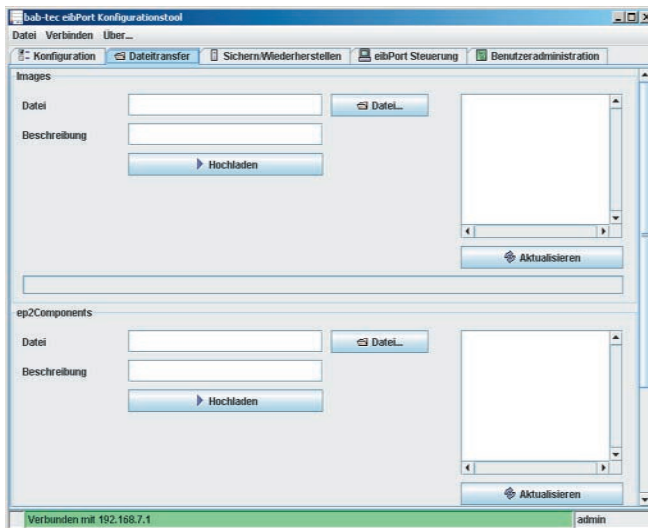 bab-tec eibPort Konfigurationstool
Datei Verbinden Über...
Konfiguration Dateitransfer Sichern/Wiederherstellen eibPort Steuerung Benutzeradministration
Images
Datei Datei...
Beschreibung
Hochladen
Aktualisieren
ep2Components
Datei Datei...
Beschreibung
Hochladen
Aktualisieren
Verbunden mit 192.168.7.1 admin